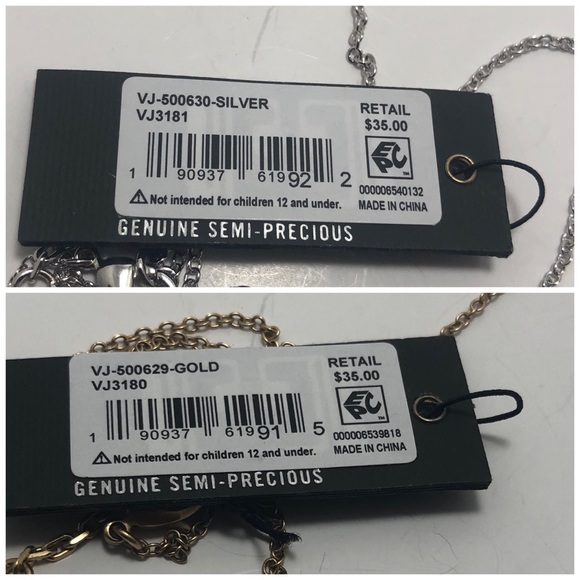 VJ-500630-SILVER
VJ3181
RETAIL
$35.00
1 90937 61992 2
EPC
000006540132
⚠ Not intended for children 12 and under.
MADE IN CHINA
GENUINE SEMI-PRECIOUS
VJ-500629-GOLD
VJ3180
RETAIL
$35.00
1 90937 61991 5
EPC
000006539818
⚠ Not intended for children 12 and under.
MADE IN CHINA
GENUINE SEMI-PRECIOUS